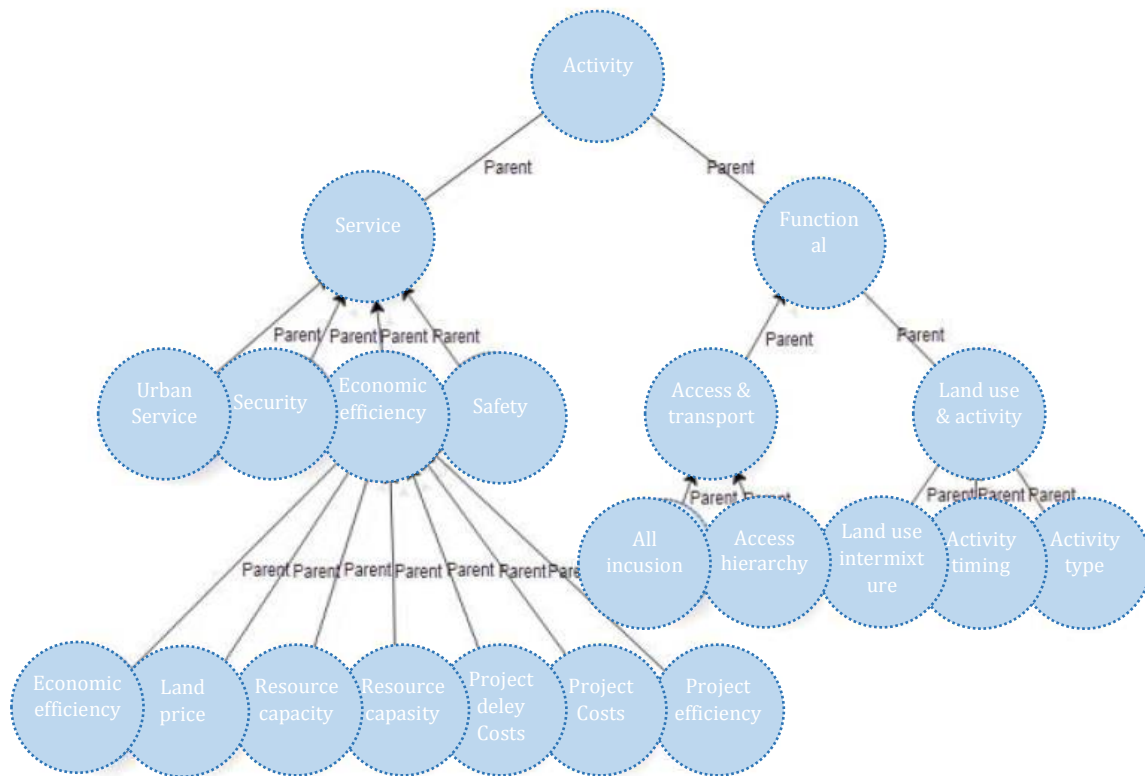 Activity
Parent
Parent
Service
Function
al
Parent
Parent
Parent
Parent
Parent
Parent
Urban
Service
Security
Economic
efficiency
Safety
Access &
transport
Land use
& activity
Parent
Parent
Parent
Parent
Parent
All
incusion
Access
hierarchy
Land use
intermixt
ure
Activity
timing
Activity
type
Parent
Parent
Parent
Parent
Parent
Parent
Economic
efficiency
Land
price
Resource
capacity
Resource
capasity
Project
deley
Costs
Project
Costs
Project
efficiency